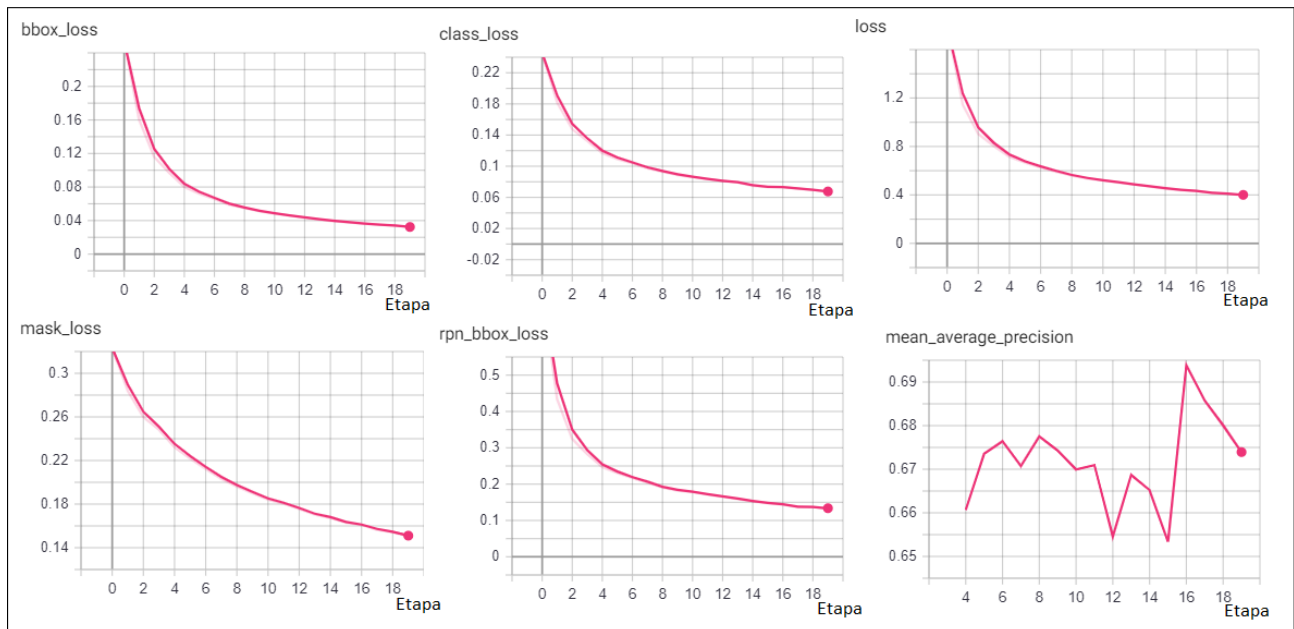 bbox_loss
0.2
0.16
0.12
0.08
0.04
0
0 2 4 6 8 10 12 14 16 18
Etapa
class_loss
0.22
0.18
0.14
0.1
0.06
0.02
-0.02
0 2 4 6 8 10 12 14 16 18
Etapa
loss
1.2
0.8
0.4
0
0 2 4 6 8 10 12 14 16 18
Etapa
mask_loss
0.3
0.26
0.22
0.18
0.14
0 2 4 6 8 10 12 14 16 18
Etapa
rpn_bbox_loss
0.5
0.4
0.3
0.2
0.1
0
0 2 4 6 8 10 12 14 16 18
Etapa
mean_average_precision
0.69
0.68
0.67
0.66
0.65
4 6 8 10 12 14 16 18
Etapa